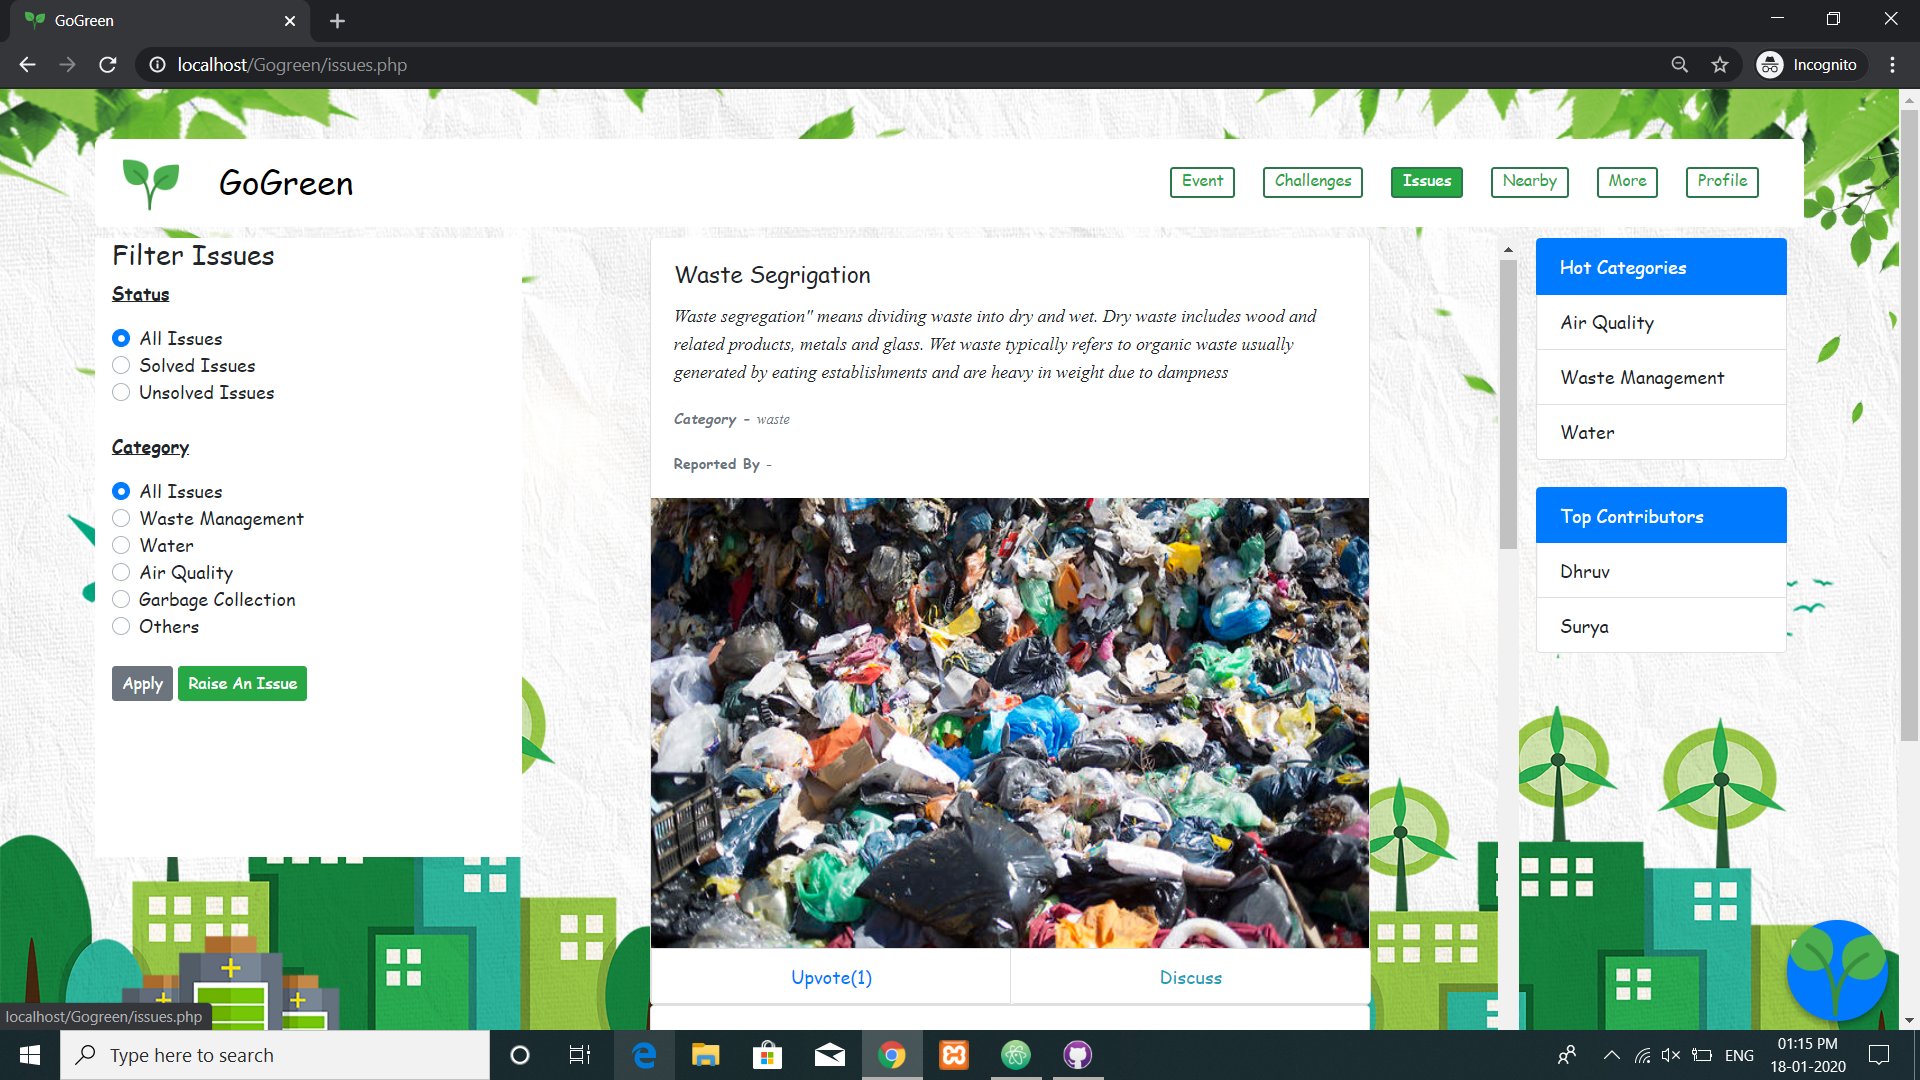 GoGreen
localhost/Gogreen/issues.php
Incognito
GoGreen
Event
Challenges
Issues
Nearby
More
Profile
Filter Issues
Status
All Issues
Solved Issues
Unsolved Issues
Category
All Issues
Waste Management
Water
Air Quality
Garbage Collection
Others
Apply
Raise An Issue
Waste Segrigation
Waste segregation" means dividing waste into dry and wet. Dry waste includes wood and
related products, metals and glass. Wet waste typically refers to organic waste usually
generated by eating establishments and are heavy in weight due to dampness
Category - waste
Reported By -
Upvote(1)
Discuss
Hot Categories
Air Quality
Waste Management
Water
Top Contributors
Dhruv
Surya
localhost/Gogreen/issues.php
Type here to search
ENG
01:15 PM
18-01-2020